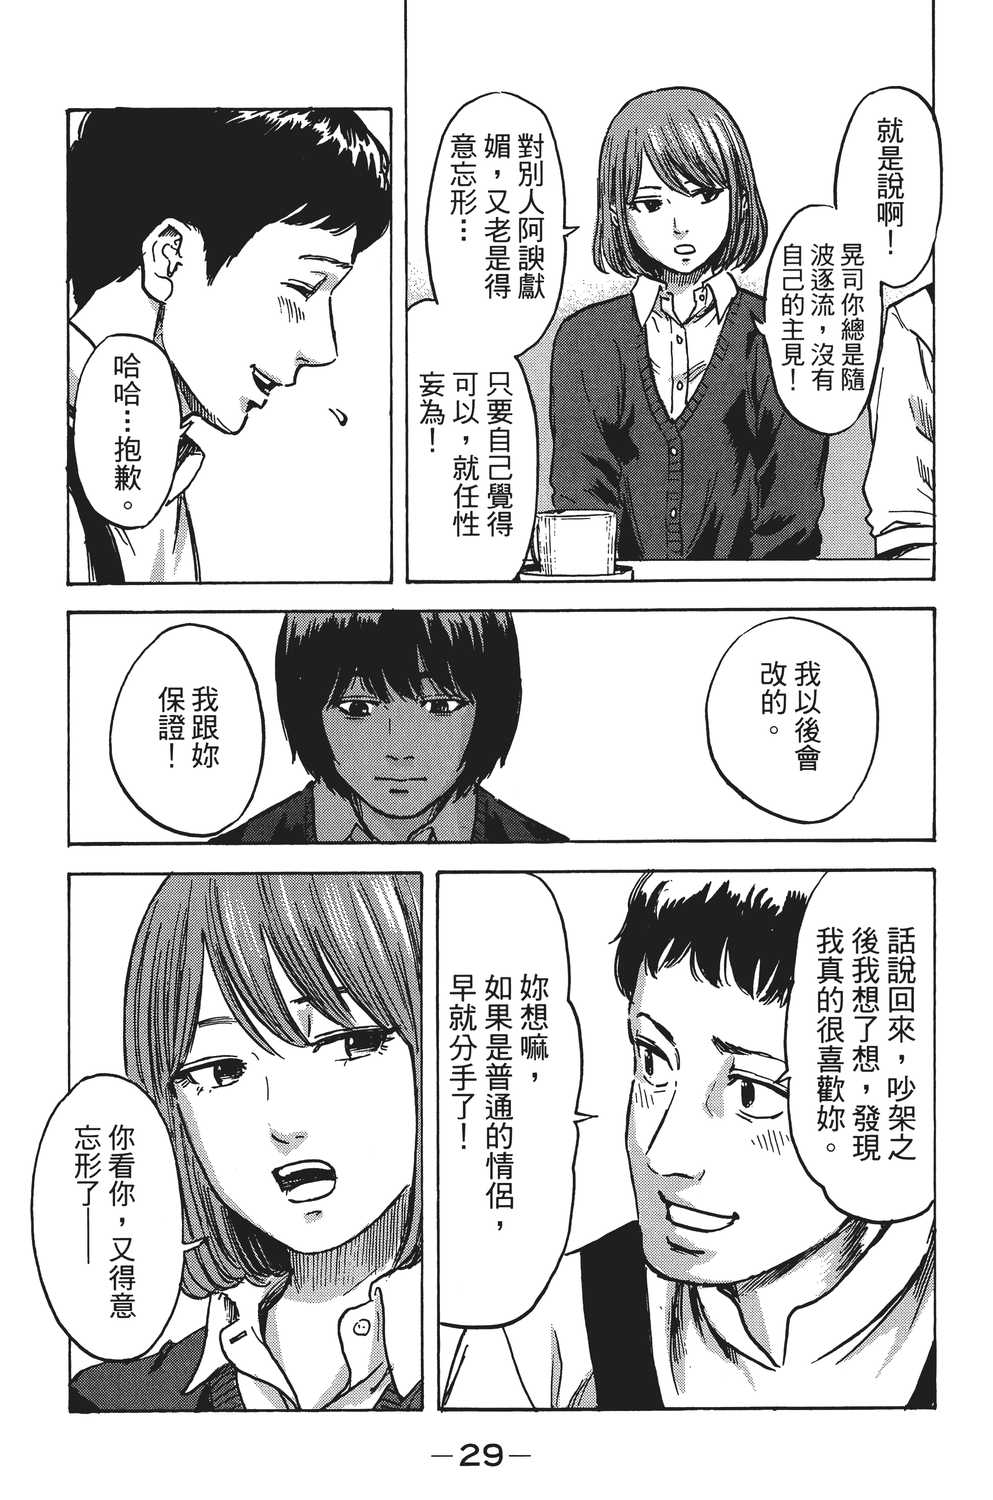 就是說啊！
晃司你總是隨
波逐流，沒有
自己的主見！
對別人阿諛獻
媚，又老是得
意忘形…
只要自己覺得
可以，就任性
妄為！
哈哈…抱歉。
我以後會
改的。
我跟妳
保證！
話說回來，吵架之
後我想了想，發現
我真的很喜歡妳。
妳想嘛，
如果是普通的情侶，
早就分手了！
你看你，又得意
忘形了——
—29—